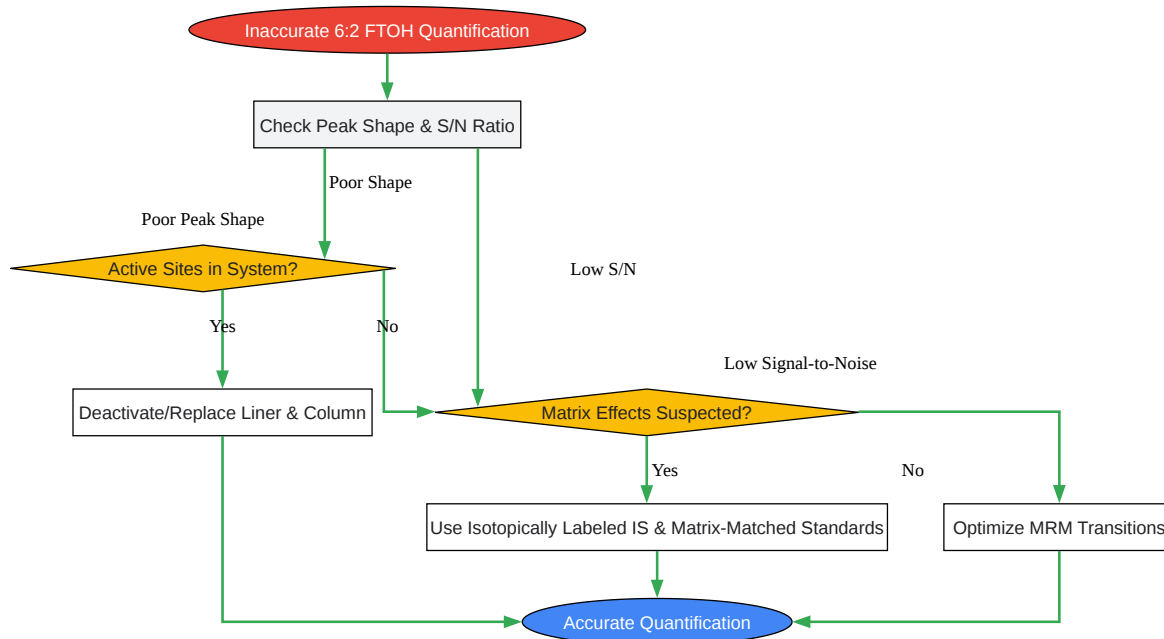 Inaccurate 6:2 FTOH Quantification
Check Peak Shape & S/N Ratio
Poor Shape
Poor Peak Shape
Active Sites in System?
Low S/N
Yes
No
Low Signal-to-Noise
Deactivate/Replace Liner & Column
Matrix Effects Suspected?
Yes
No
Use Isotopically Labeled IS & Matrix-Matched Standards
Optimize MRM Transitions
Accurate Quantification